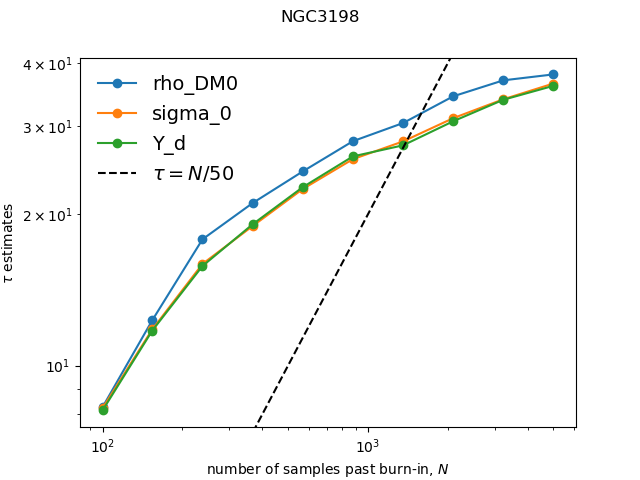 NGC3198
rho_DM0
sigma_0
Y_d
τ = N/50
4 × 10¹
3 × 10¹
2 × 10¹
10¹
τ estimates
10² 10³
number of samples past burn-in, N